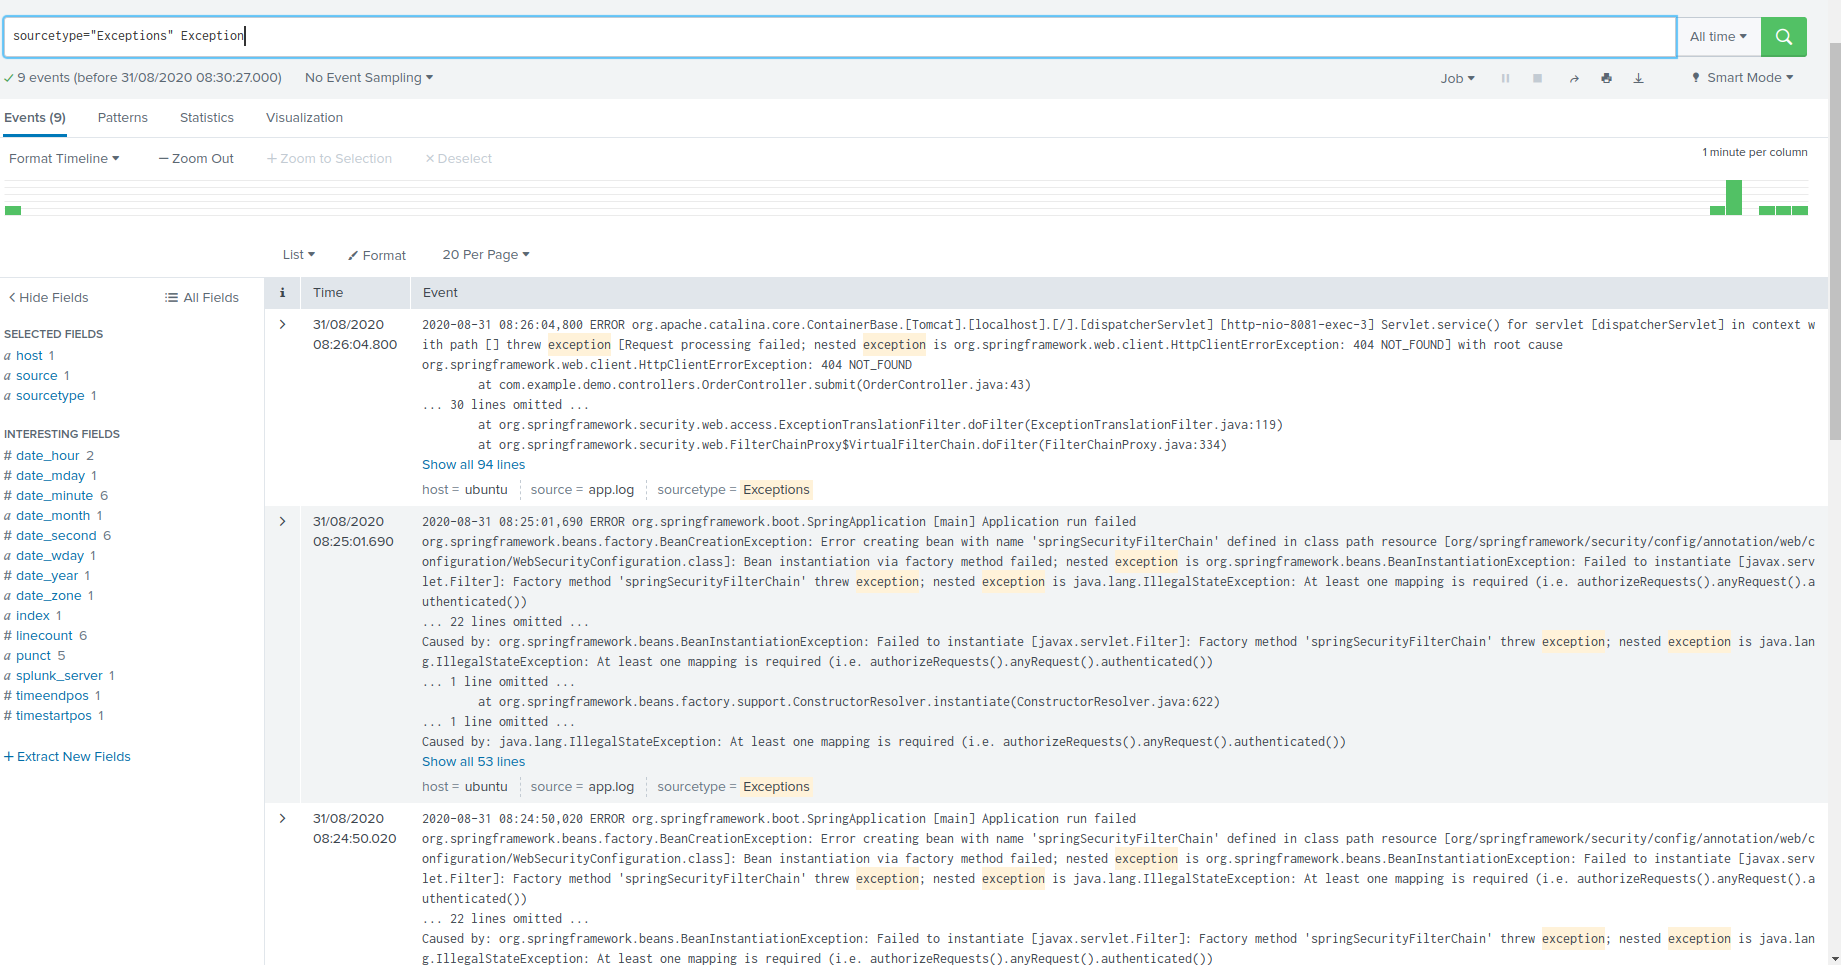 sourcetype="Exceptions" Exception
All time
9 events (before 31/08/2020 08:30:27.000)
No Event Sampling
Job
Smart Mode
Events (9)
Patterns
Statistics
Visualization
Format Timeline
— Zoom Out
+ Zoom to Selection
× Deselect
1 minute per column
List
Format
20 Per Page
< Hide Fields
All Fields
i
Time
Event
SELECTED FIELDS
a host 1
a source 1
a sourcetype 1
INTERESTING FIELDS
# date_hour 2
# date_mday 1
# date_minute 6
a date_month 1
# date_second 6
a date_wday 1
# date_year 1
a date_zone 1
a index 1
# linecount 6
a punct 5
a splunk_server 1
# timeendpos 1
# timestartpos 1
+ Extract New Fields
31/08/2020
08:26:04.800
2020-08-31 08:26:04,800 ERROR org.apache.catalina.core.ContainerBase.[Tomcat].[localhost].[/].[dispatcherServlet] [http-nio-8081-exec-3] Servlet.service() for servlet [dispatcherServlet] in context w
ith path [] threw exception [Request processing failed; nested exception is org.springframework.web.client.HttpClientErrorException: 404 NOT_FOUND] with root cause
org.springframework.web.client.HttpClientErrorException: 404 NOT_FOUND
at com.example.demo.controllers.OrderController.submit(OrderController.java:43)
... 30 lines omitted ...
at org.springframework.security.web.access.ExceptionTranslationFilter.doFilter(ExceptionTranslationFilter.java:119)
at org.springframework.security.web.FilterChainProxy$VirtualFilterChain.doFilter(FilterChainProxy.java:334)
Show all 94 lines
host = ubuntu
source = app.log
sourcetype = Exceptions
31/08/2020
08:25:01.690
2020-08-31 08:25:01,690 ERROR org.springframework.boot.SpringApplication [main] Application run failed
org.springframework.beans.factory.BeanCreationException: Error creating bean with name 'springSecurityFilterChain' defined in class path resource [org/springframework/security/config/annotation/web/c
onfiguration/WebSecurityConfiguration.class]: Bean instantiation via factory method failed; nested exception is org.springframework.beans.BeanInstantiationException: Failed to instantiate [javax.serv
let.Filter]: Factory method 'springSecurityFilterChain' threw exception; nested exception is java.lang.IllegalStateException: At least one mapping is required (i.e. authorizeRequests().anyRequest().a
uthenticated())
... 22 lines omitted ...
Caused by: org.springframework.beans.BeanInstantiationException: Failed to instantiate [javax.servlet.Filter]: Factory method 'springSecurityFilterChain' threw exception; nested exception is java.lan
g.IllegalStateException: At least one mapping is required (i.e. authorizeRequests().anyRequest().authenticated())
... 1 line omitted ...
at org.springframework.beans.factory.support.ConstructorResolver.instantiate(ConstructorResolver.java:622)
... 1 line omitted ...
Caused by: java.lang.IllegalStateException: At least one mapping is required (i.e. authorizeRequests().anyRequest().authenticated())
Show all 53 lines
host = ubuntu
source = app.log
sourcetype = Exceptions
31/08/2020
08:24:50.020
2020-08-31 08:24:50,020 ERROR org.springframework.boot.SpringApplication [main] Application run failed
org.springframework.beans.factory.BeanCreationException: Error creating bean with name 'springSecurityFilterChain' defined in class path resource [org/springframework/security/config/annotation/web/c
onfiguration/WebSecurityConfiguration.class]: Bean instantiation via factory method failed; nested exception is org.springframework.beans.BeanInstantiationException: Failed to instantiate [javax.serv
let.Filter]: Factory method 'springSecurityFilterChain' threw exception; nested exception is java.lang.IllegalStateException: At least one mapping is required (i.e. authorizeRequests().anyRequest().a
uthenticated())
... 22 lines omitted ...
Caused by: org.springframework.beans.BeanInstantiationException: Failed to instantiate [javax.servlet.Filter]: Factory method 'springSecurityFilterChain' threw exception; nested exception is java.lan
g.IllegalStateException: At least one mapping is required (i.e. authorizeRequests().anyRequest().authenticated())